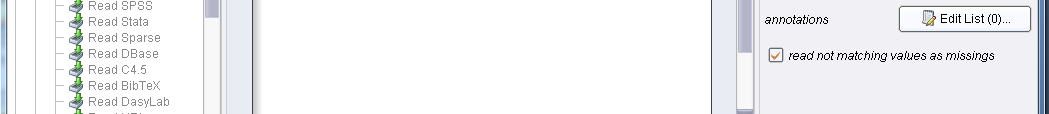 Read SPSS
Read Stata
Read Sparse
Read DBase
Read C4.5
Read BibTeX
Read DasyLab
annotations
Edit List (0)...
read not matching values as missings